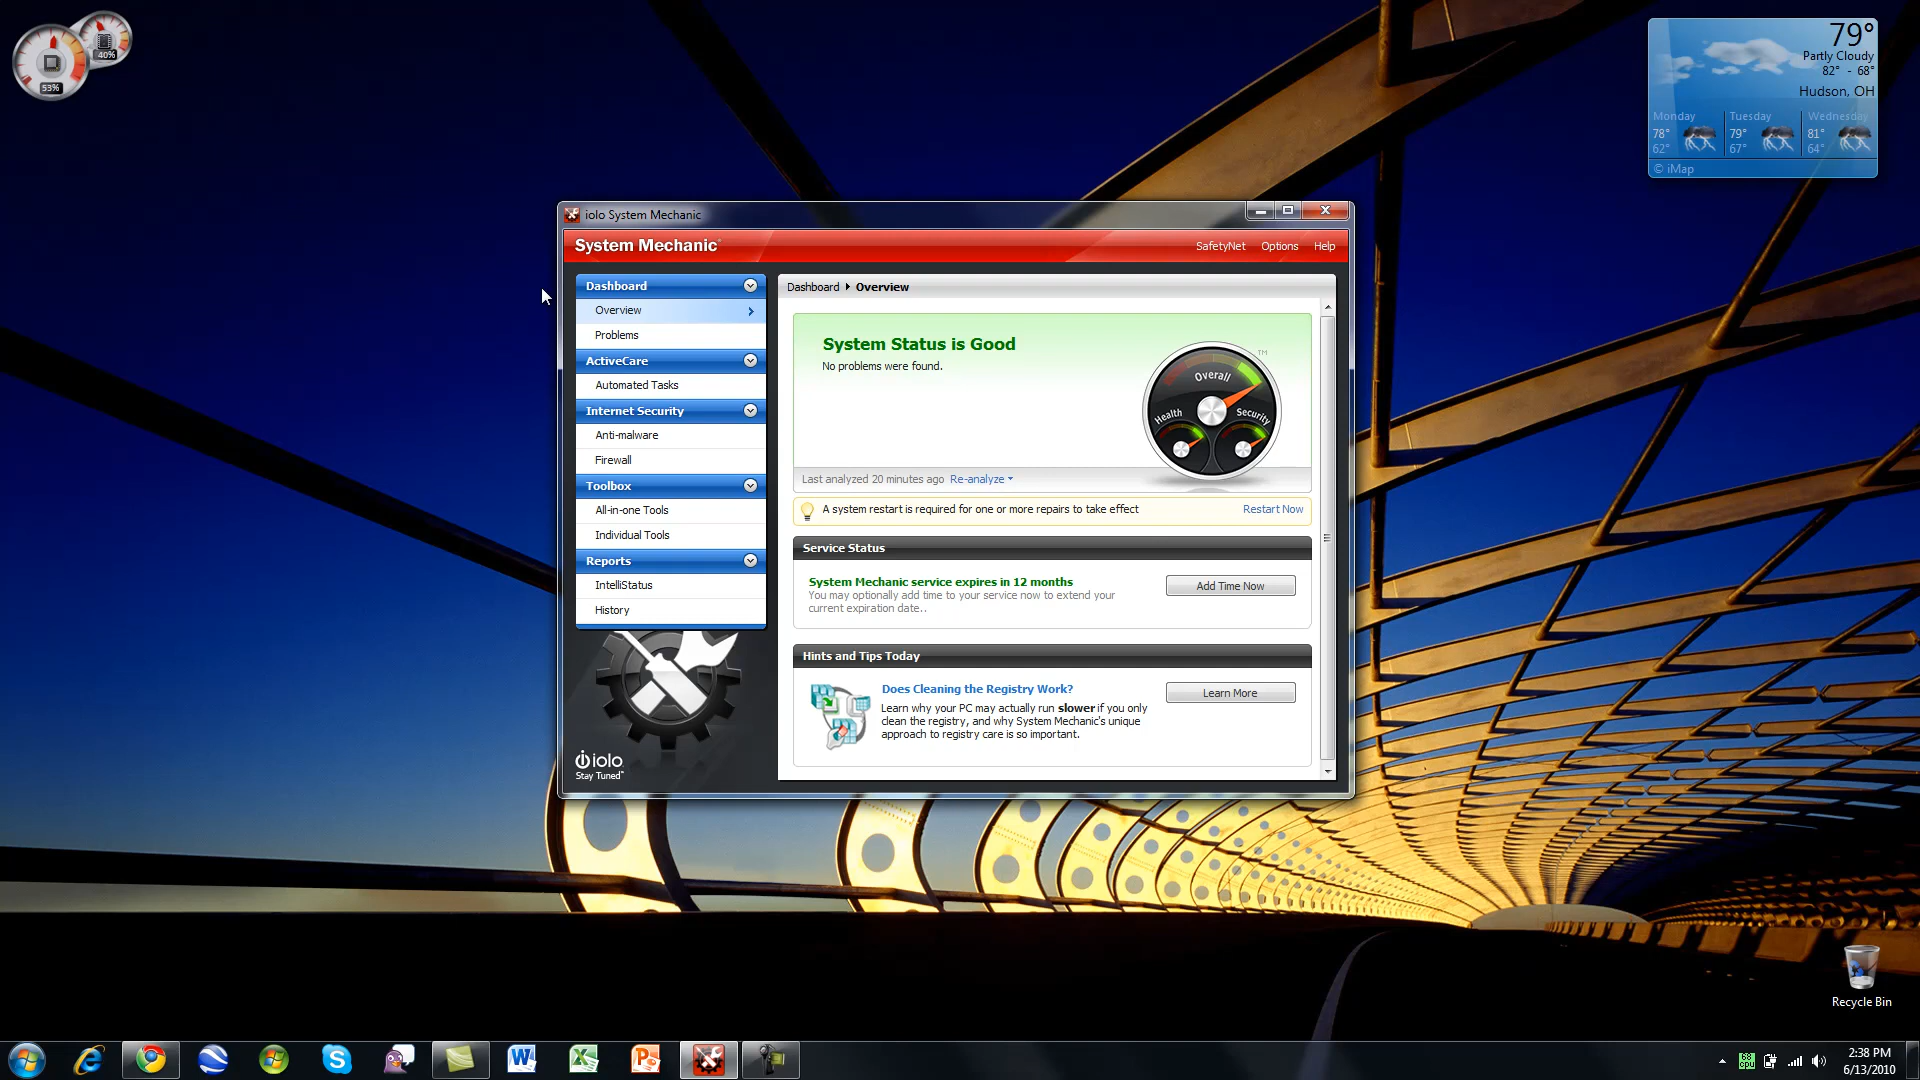 53%
40%
79°
Partly Cloudy
82° - 68°
Hudson, OH
Monday
78°
62°
Tuesday
79°
67°
Wednesday
81°
64°
© iMap
iolo System Mechanic
System Mechanic
SafetyNet Options Help
Dashboard
Overview
Problems
ActiveCare
Automated Tasks
Internet Security
Anti-malware
Firewall
Toolbox
All-in-one Tools
Individual Tools
Reports
IntelliStatus
History
iolo
Stay Tuned™
Dashboard Overview
System Status is Good
No problems were found.
TM
Overall
Health
Security
Last analyzed 20 minutes ago Re-analyze
A system restart is required for one or more repairs to take effect Restart Now
Service Status
System Mechanic service expires in 12 months
You may optionally add time to your service now to extend your
current expiration date..
Add Time Now
Hints and Tips Today
Does Cleaning the Registry Work?
Learn why your PC may actually run slower if you only
clean the registry, and why System Mechanic's unique
approach to registry care is so important.
Learn More
Recycle Bin
2:38 PM
6/13/2010